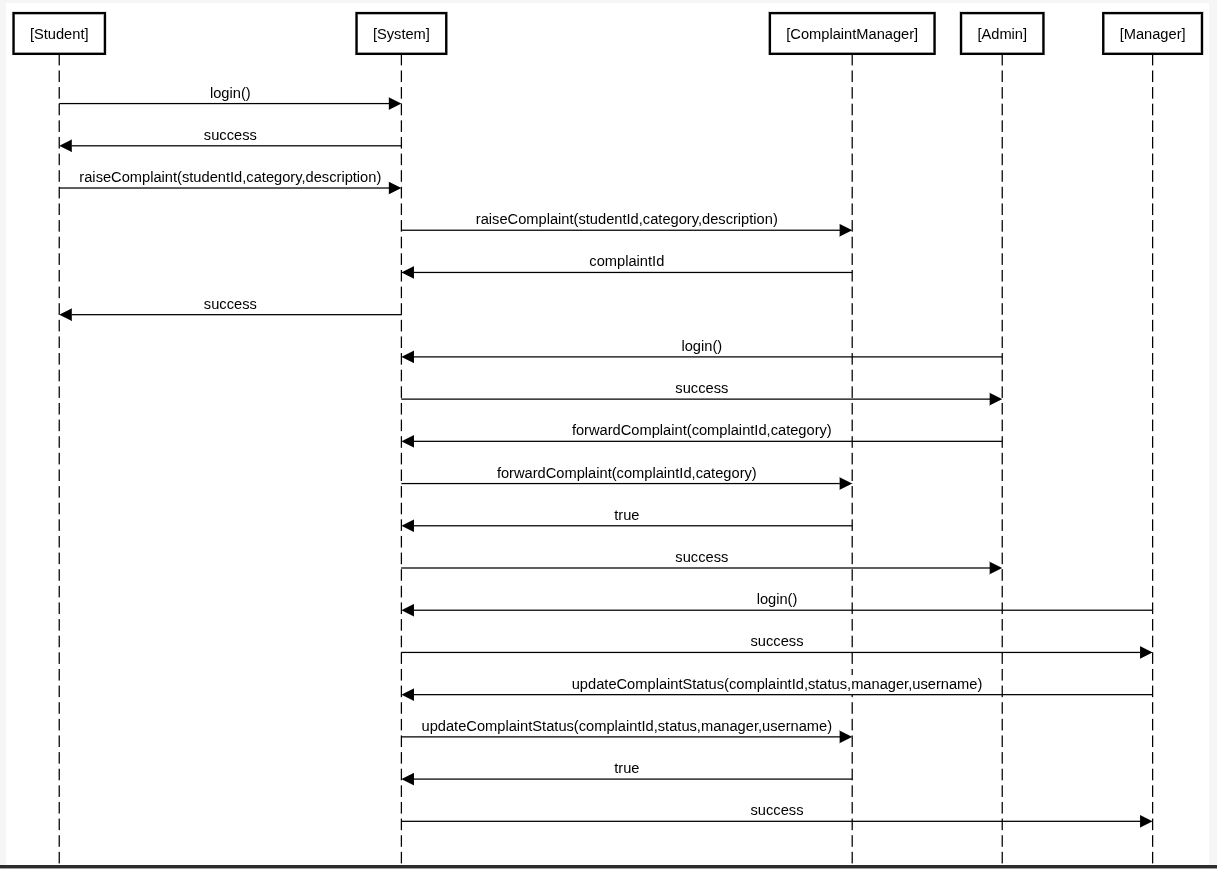 [Student] [System] [ComplaintManager] [Admin] [Manager]
login()
success
raiseComplaint(studentId,category,description)
raiseComplaint(studentId,category,description)
complaintId
success
login()
success
forwardComplaint(complaintId,category)
forwardComplaint(complaintId,category)
true
success
login()
success
updateComplaintStatus(complaintId,status,manager,username)
updateComplaintStatus(complaintId,status,manager,username)
true
success